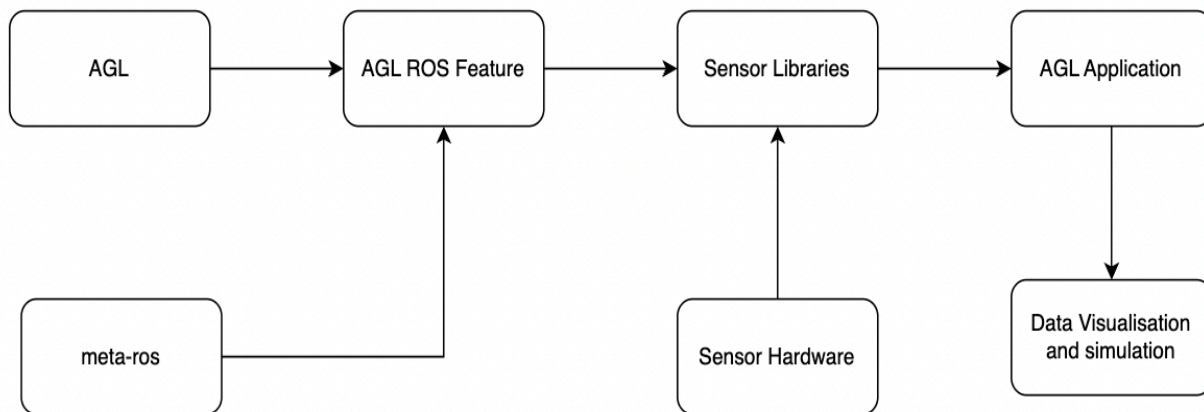 AGL
AGL ROS Feature
Sensor Libraries
AGL Application
meta-ros
Sensor Hardware
Data Visualisation
and simulation